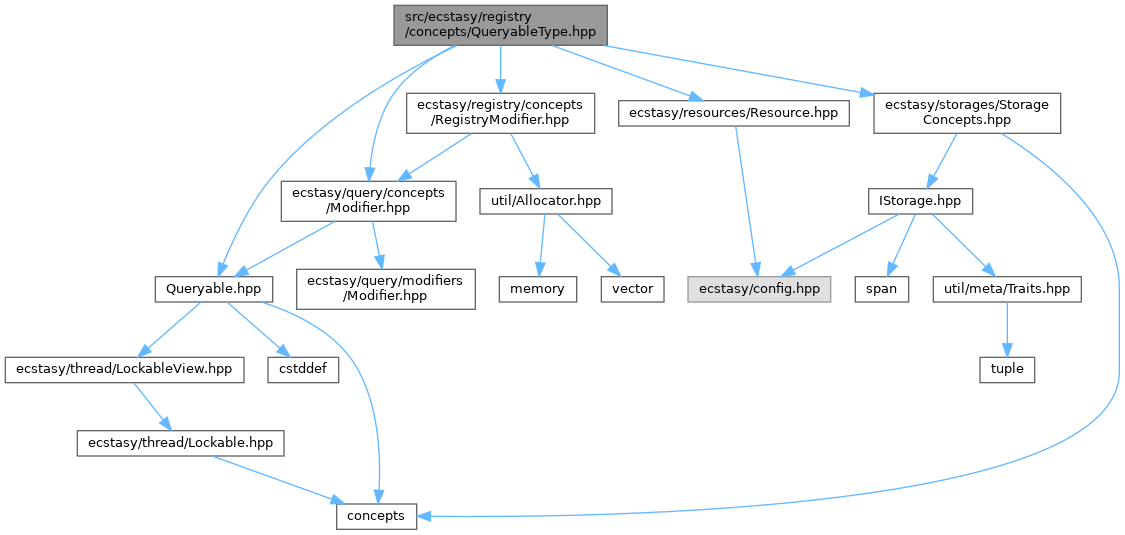 src/ecstasy/registry
/concepts/QueryableType.hpp
ecstasy/registry/concepts
/RegistryModifier.hpp
ecstasy/resources/Resource.hpp
ecstasy/storages/Storage
Concepts.hpp
ecstasy/query/concepts
/Modifier.hpp
util/Allocator.hpp
IStorage.hpp
Queryable.hpp
ecstasy/query/modifiers
/Modifier.hpp
memory
vector
ecstasy/config.hpp
span
util/meta/Traits.hpp
ecstasy/thread/LockableView.hpp
cstddef
tuple
ecstasy/thread/Lockable.hpp
concepts